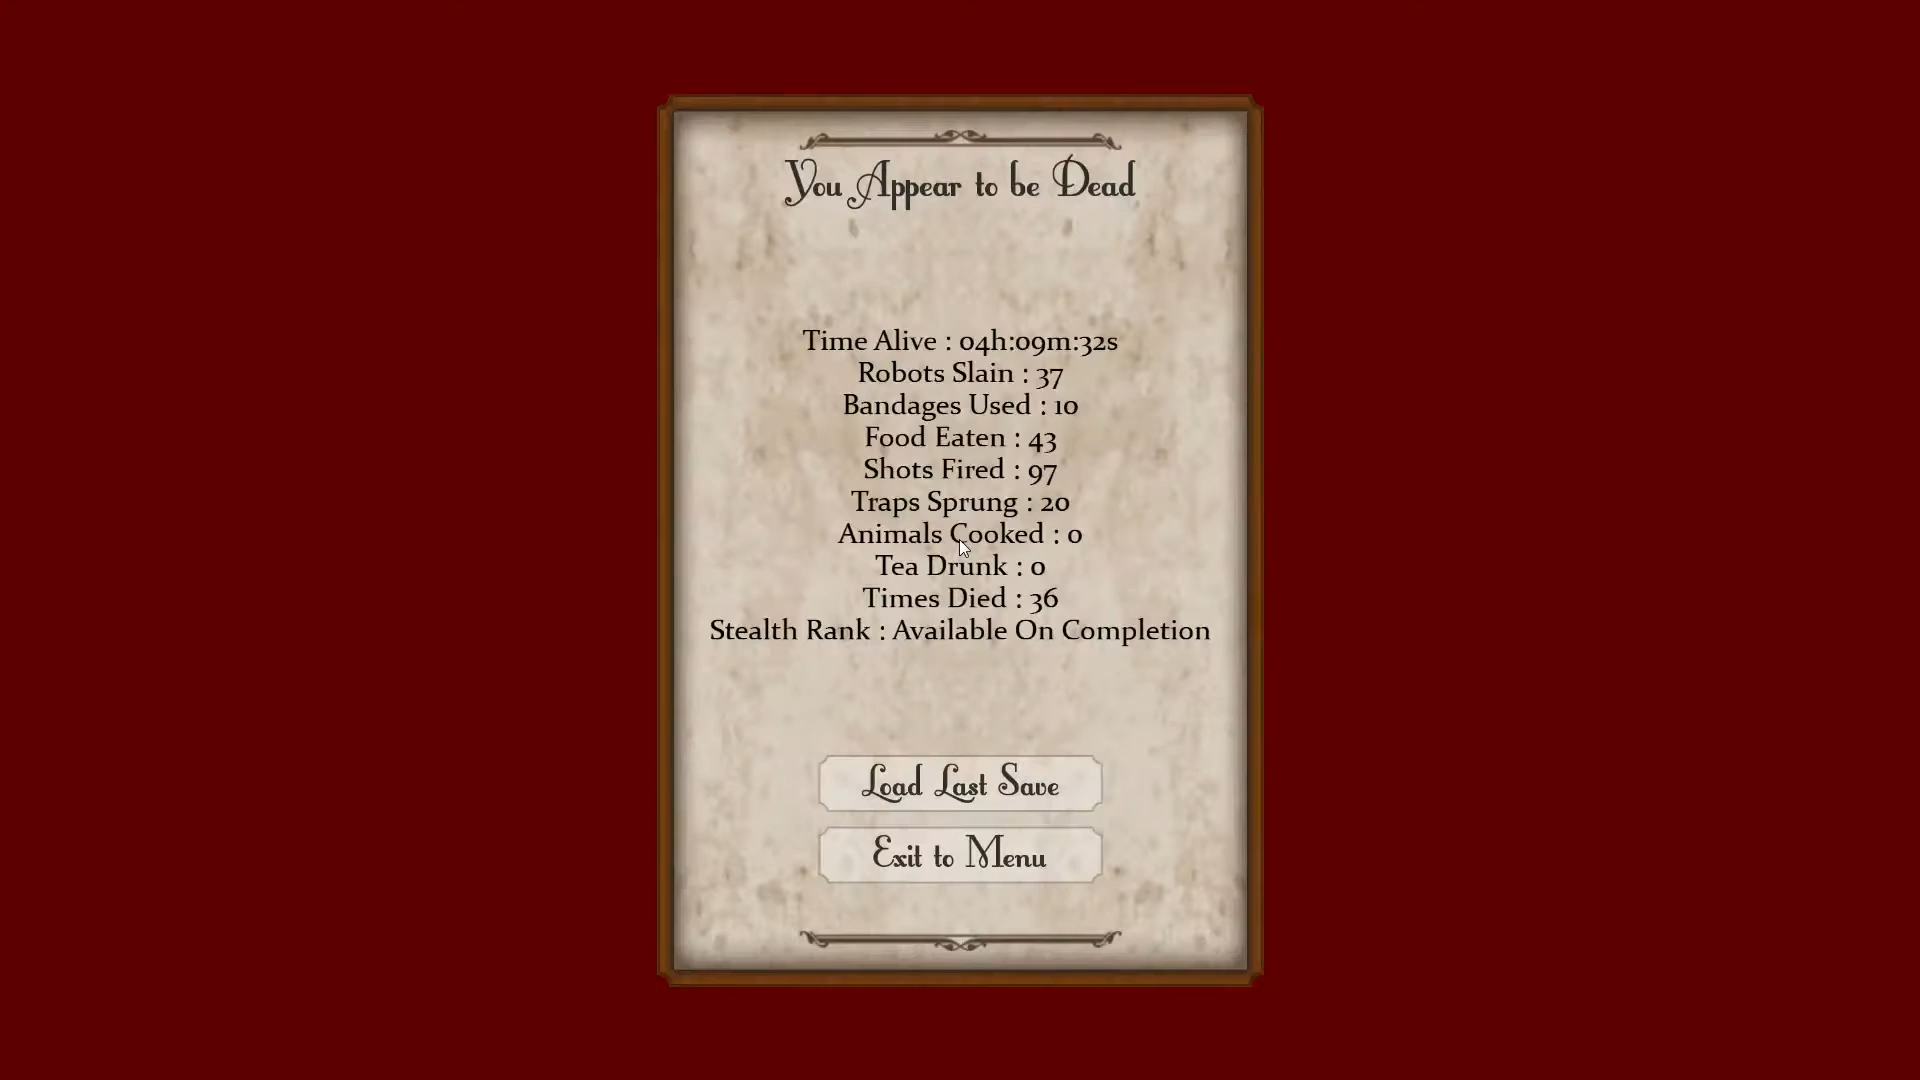 You Appear to be Dead
Time Alive : 04h:09m:32s
Robots Slain : 37
Bandages Used : 10
Food Eaten : 43
Shots Fired : 97
Traps Sprung : 20
Animals Cooked : 0
Tea Drunk : 0
Times Died : 36
Stealth Rank : Available On Completion
Load Last Save
Exit to Menu